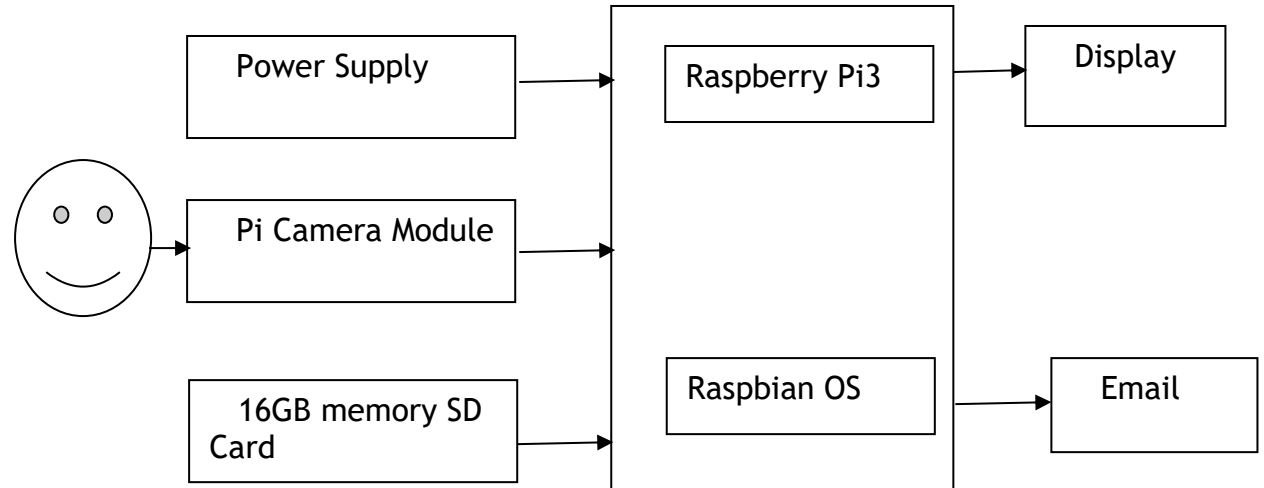 Power Supply
Raspberry Pi3
Display
Pi Camera Module
16GB memory SD
Card
Raspbian OS
Email